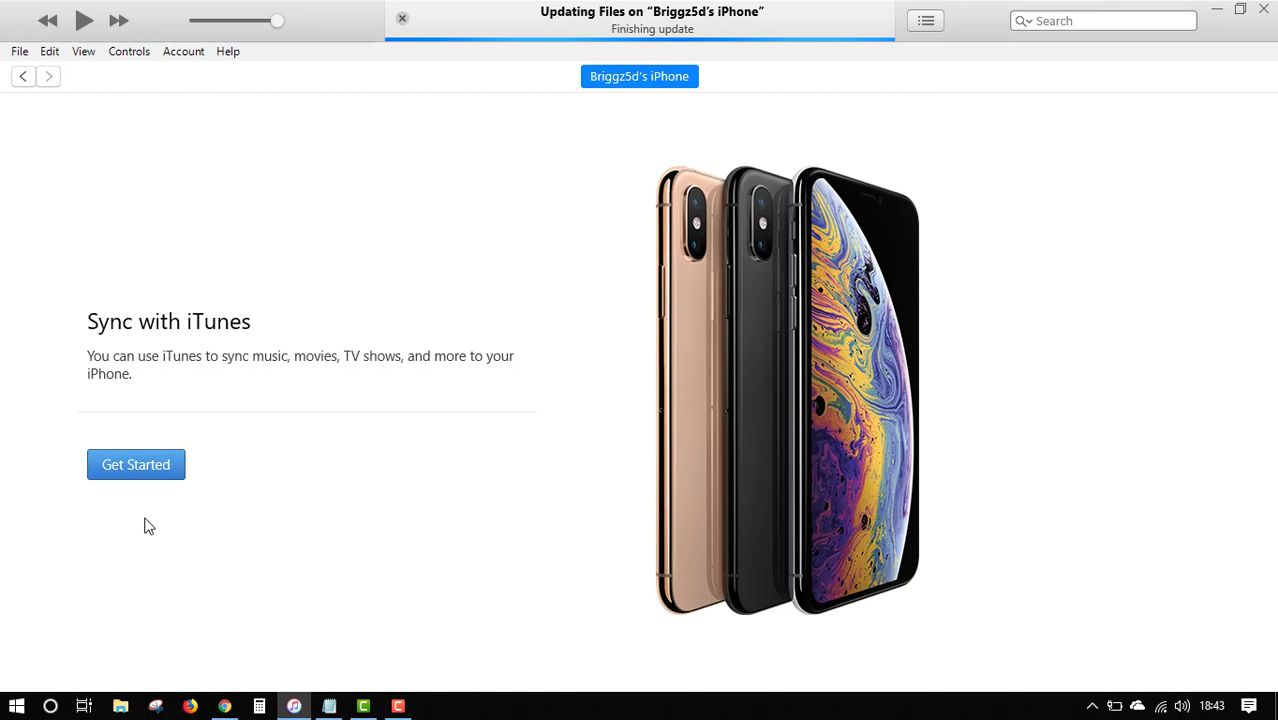 Updating Files on “Briggz5d’s iPhone”
Finishing update
Search
File Edit View Controls Account Help
Briggz5d’s iPhone
Sync with iTunes
You can use iTunes to sync music, movies, TV shows, and more to your
iPhone.
Get Started
18:43